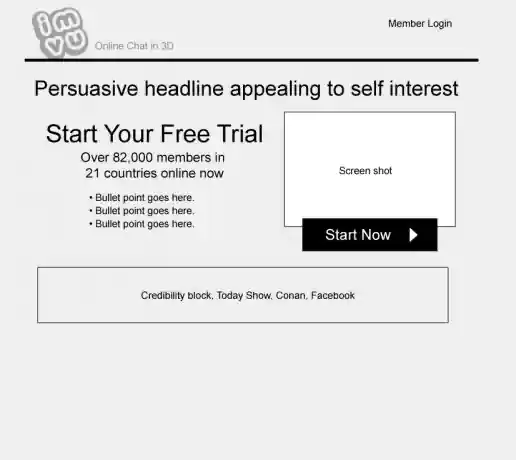 imvu
Member Login
Online Chat in 3D
Persuasive headline appealing to self interest
Start Your Free Trial
Over 82,000 members in
21 countries online now
• Bullet point goes here.
• Bullet point goes here.
• Bullet point goes here.
Screen shot
Start Now
Credibility block, Today Show, Conan, Facebook